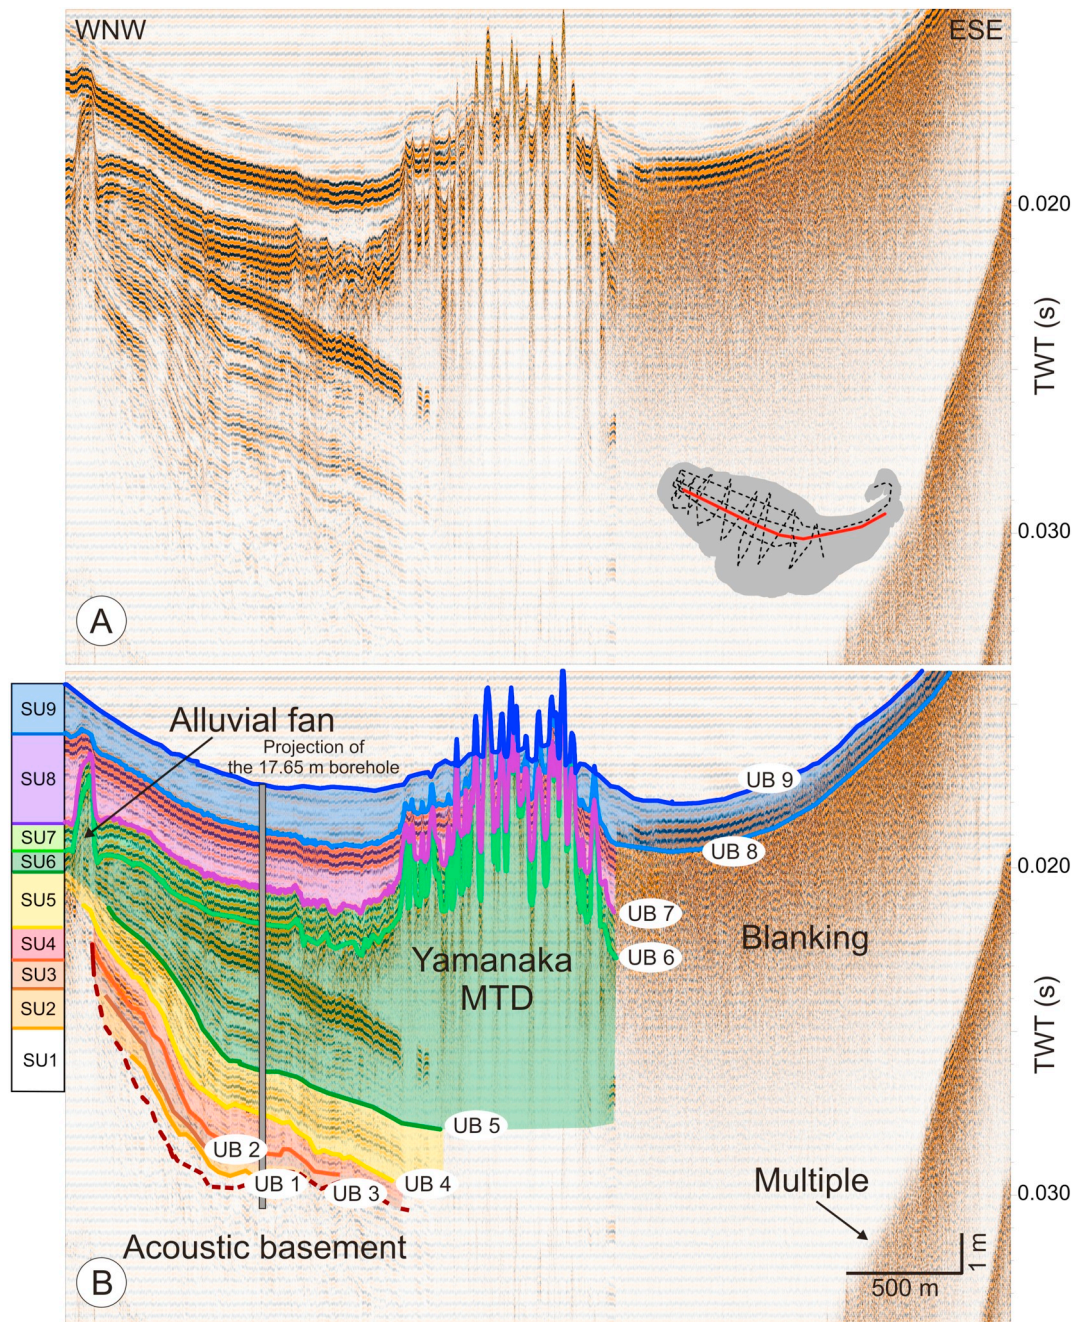 WNW
ESE
0.020
TWT (s)
0.030
A
SU9
SU8
SU7
SU6
SU5
SU4
SU3
SU2
SU1
Alluvial fan
Projection of
the 17.65 m borehole
UB 9
UB 8
0.020
UB 7
UB 6
Yamanaka
MTD
Blanking
TWT (s)
UB 5
UB 2
UB 1
UB 3
UB 4
Multiple
0.030
Acoustic basement
1 m
500 m
B